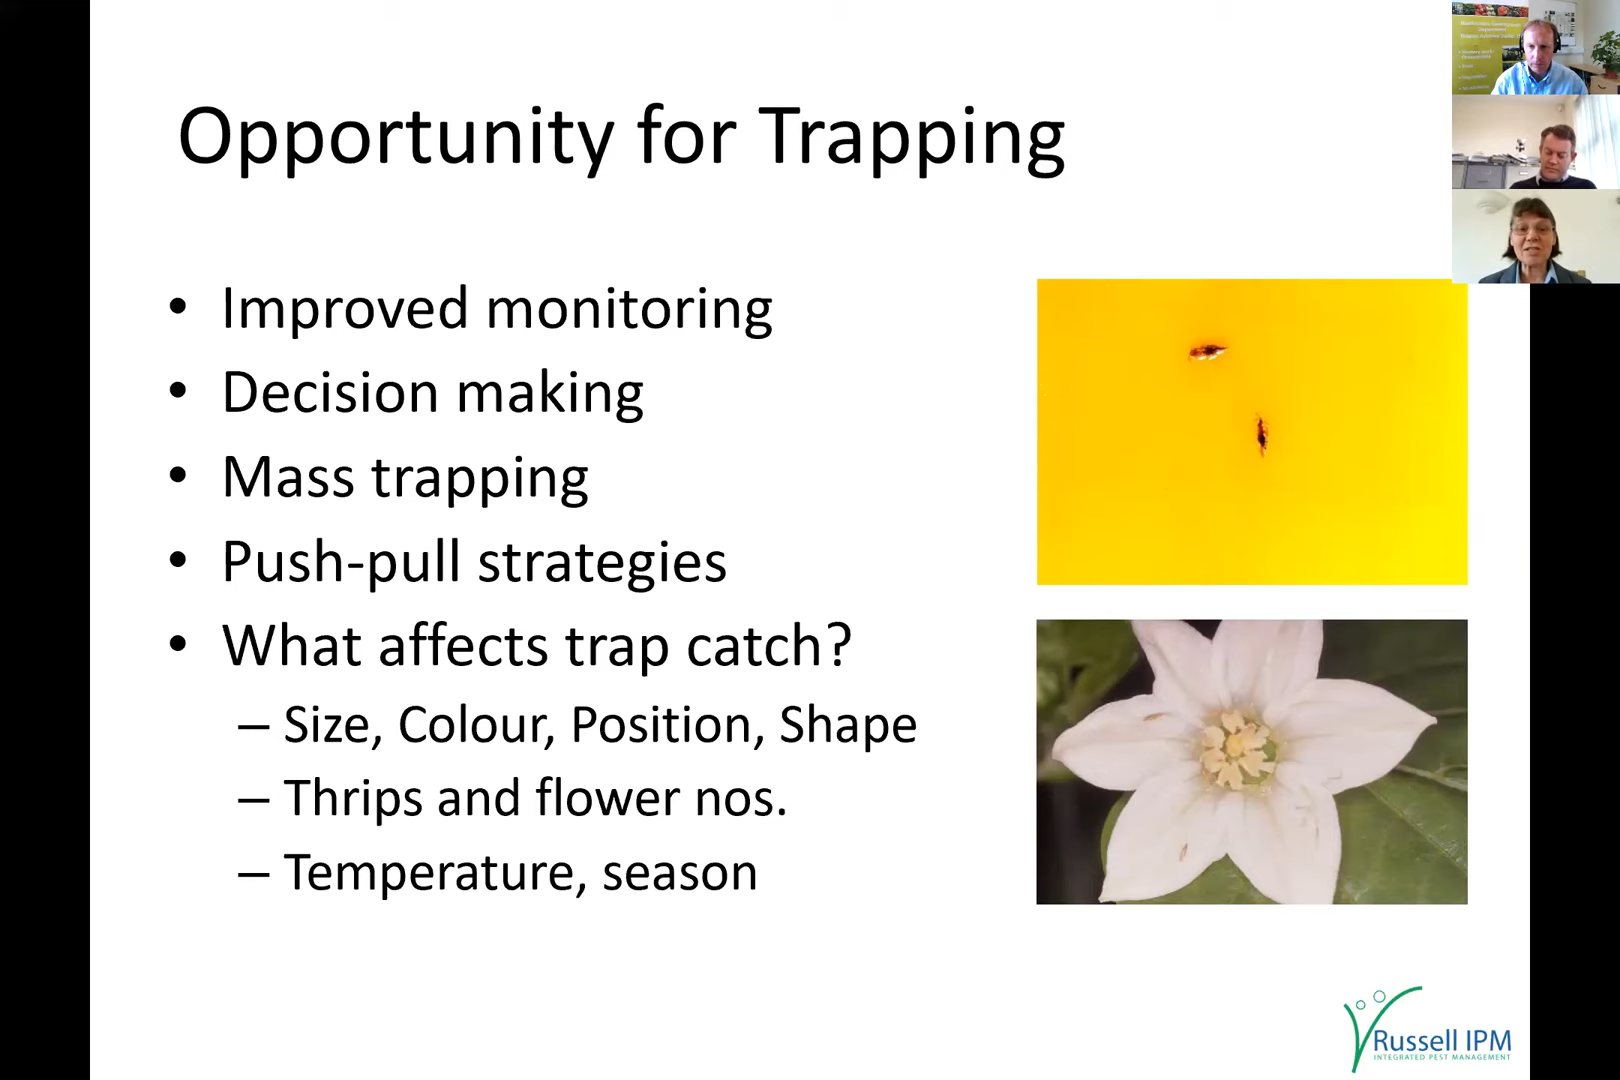 Opportunity for Trapping
• Improved monitoring
• Decision making
• Mass trapping
• Push-pull strategies
• What affects trap catch?
– Size, Colour, Position, Shape
– Thrips and flower nos.
– Temperature, season
Russell IPM
INTEGRATED PEST MANAGEMENT